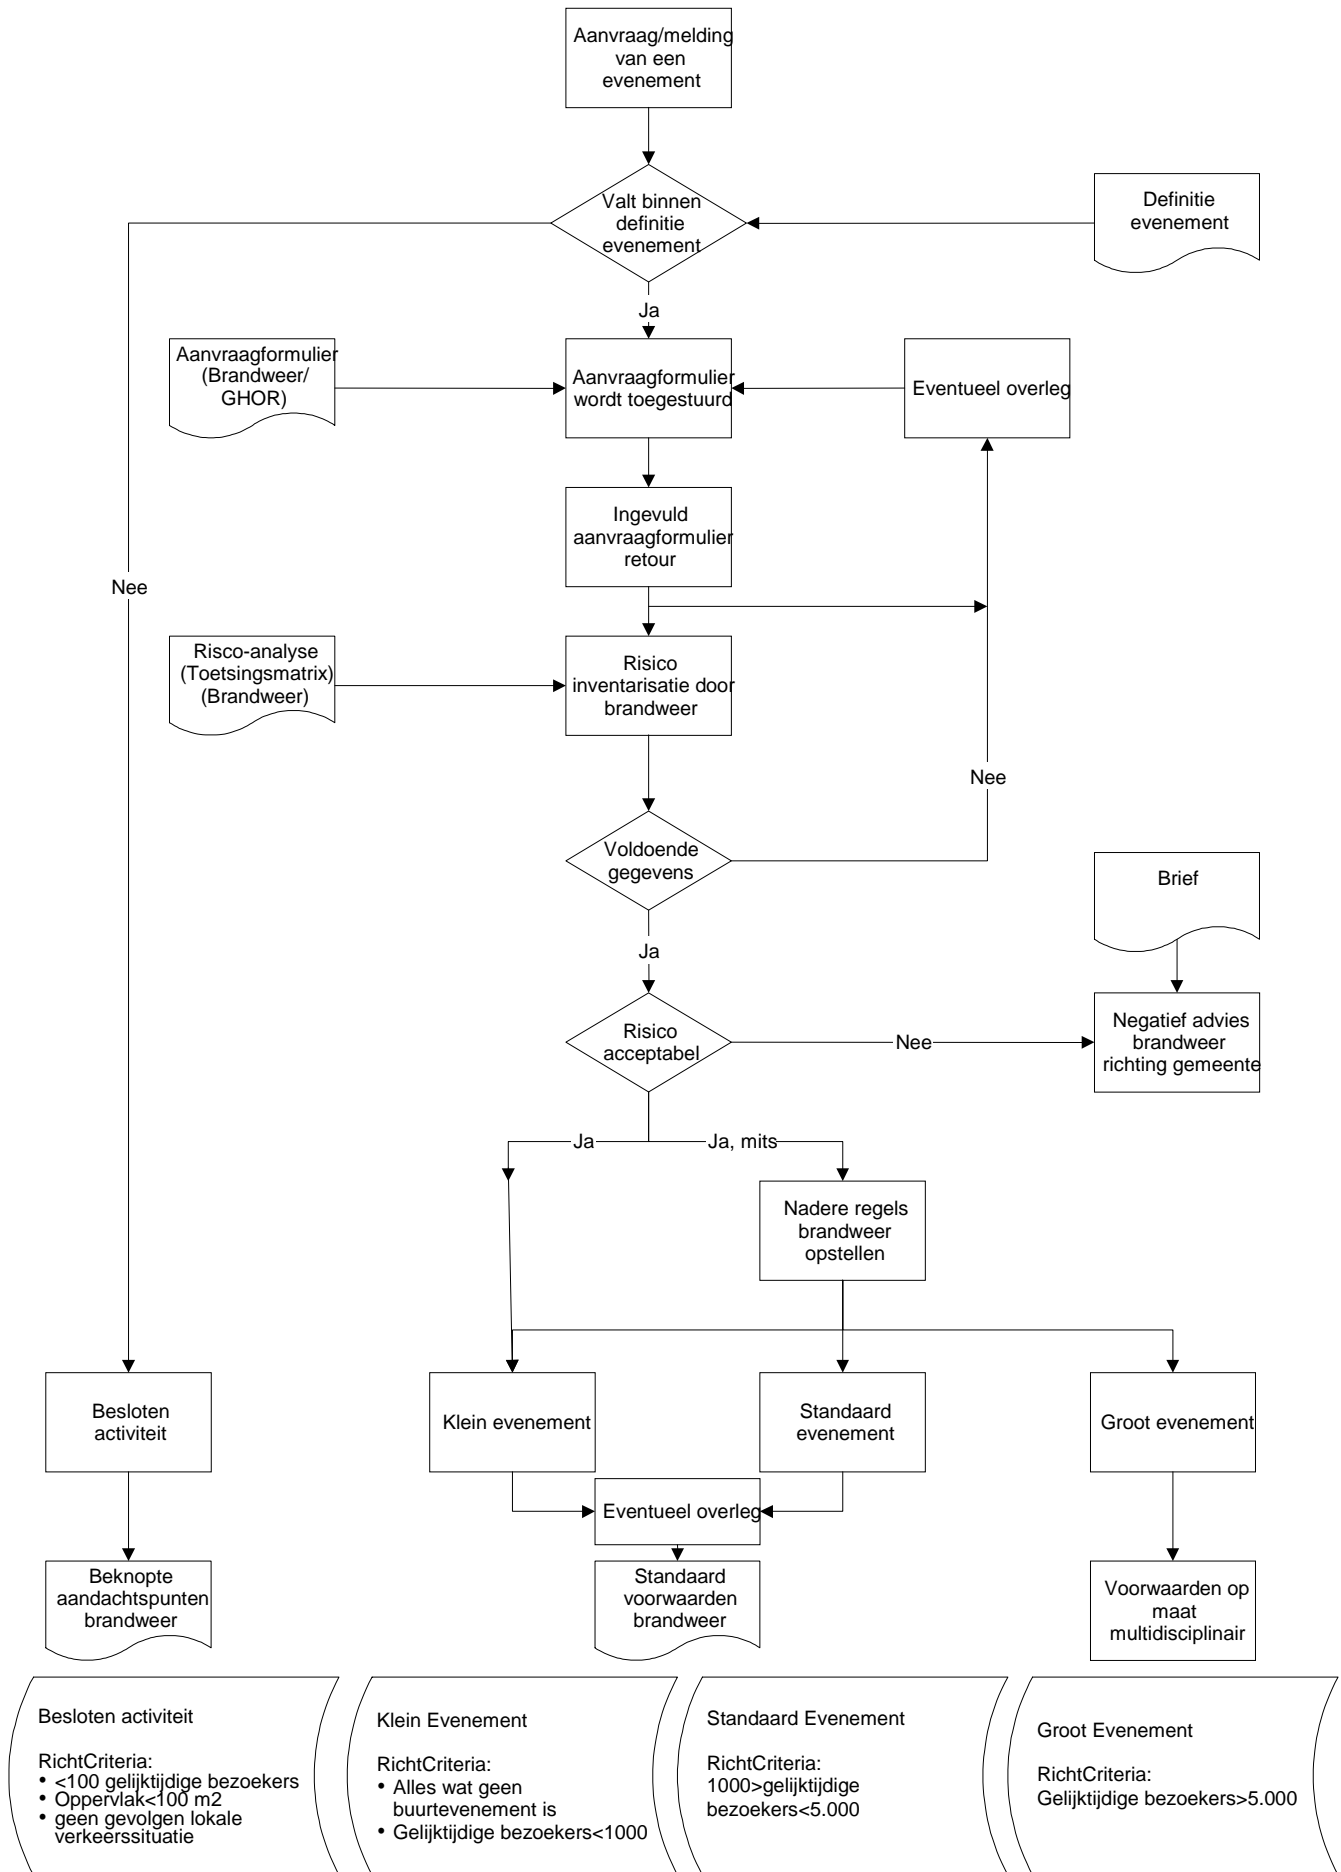 Aanvraag/melding
van een
evenement
Valt binnen
definitie
evenement
Definitie
evenement
Ja
Aanvraagformulier
(Brandweer/
GHOR)
Aanvraagformulier
wordt toegestuurd
Eventueel overleg
Ingevuld
aanvraagformulier
retour
Nee
Risco-analyse
(Toetsingsmatrix)
(Brandweer)
Risico
inventarisatie door
brandweer
Nee
Voldoende
gegevens
Brief
Ja
Risico
acceptabel
Nee
Negatief advies
brandweer
richting gemeente
Ja
Ja, mits
Nadere regels
brandweer
opstellen
Besloten
activiteit
Klein evenement
Standaard
evenement
Groot evenement
Eventueel overleg
Beknopte
aandachtspunten
brandweer
Standaard
voorwaarden
brandweer
Voorwaarden op
maat
multidisciplinair
Besloten activiteit
RichtCriteria:
• <100 gelijktijdige bezoekers
• Oppervlak<100 m2
• geen gevolgen lokale
verkeerssituatie
Klein Evenement
RichtCriteria:
• Alles wat geen
buurtevenement is
• Gelijktijdige bezoekers<1000
Standaard Evenement
RichtCriteria:
1000>gelijktijdige
bezoekers<5.000
Groot Evenement
RichtCriteria:
Gelijktijdige bezoekers>5.000